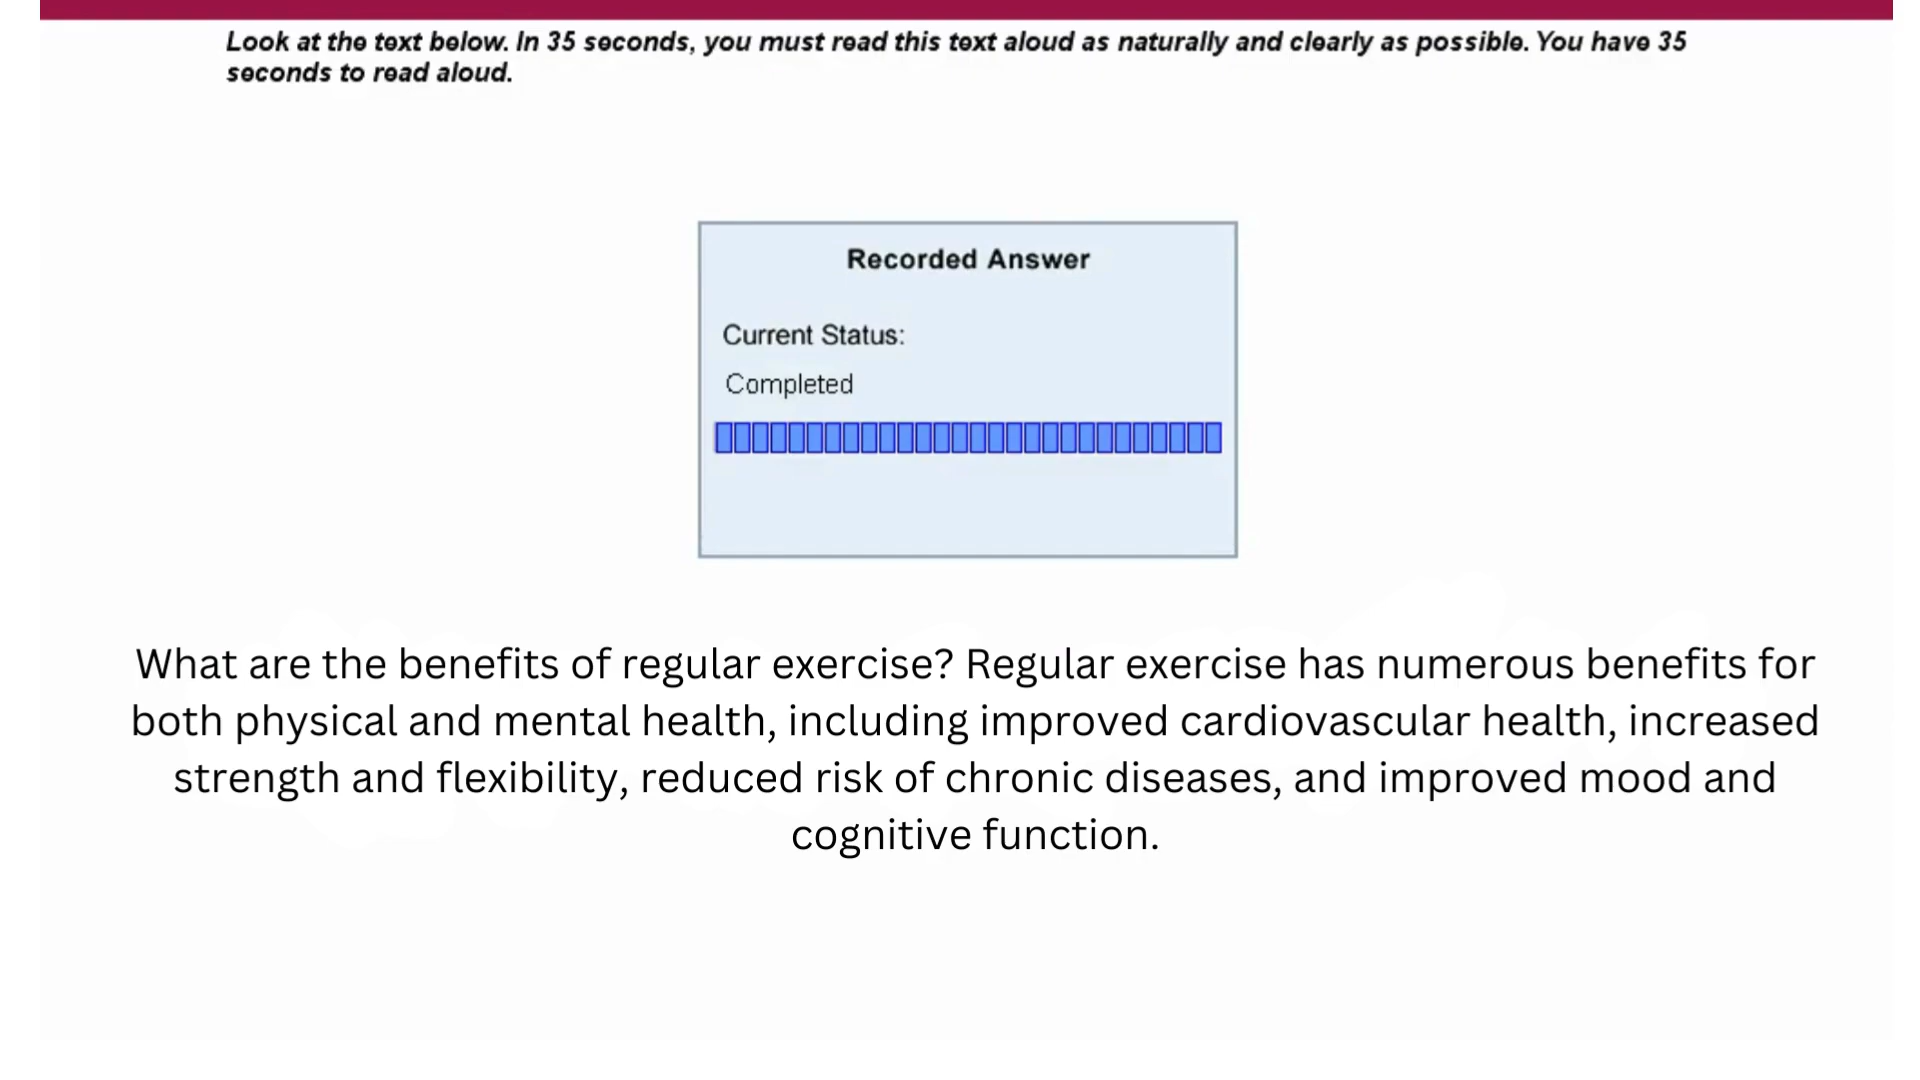 Look at the text below. In 35 seconds, you must read this text aloud as naturally and clearly as possible. You have 35
seconds to read aloud.
Recorded Answer
Current Status:
Completed
What are the benefits of regular exercise? Regular exercise has numerous benefits for
both physical and mental health, including improved cardiovascular health, increased
strength and flexibility, reduced risk of chronic diseases, and improved mood and
cognitive function.